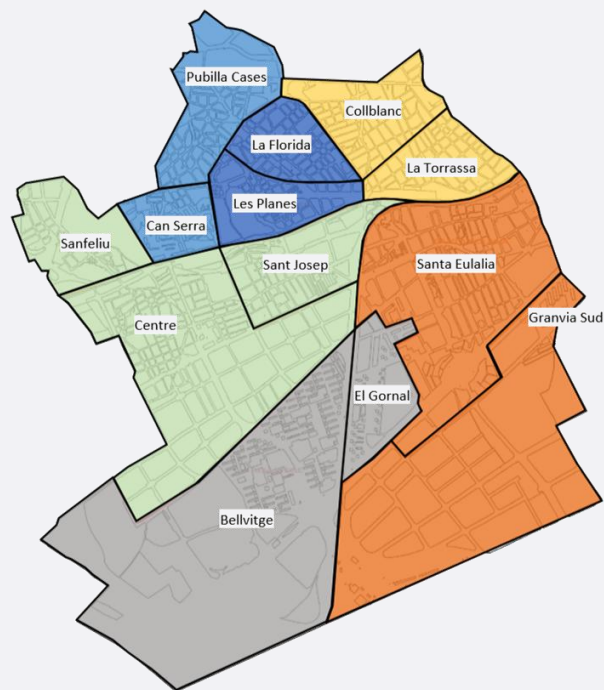 Pubilla Cases
Collblanc
La Florida
La Torrassa
Les Planes
Can Serra
Sanfeliu
Sant Josep
Santa Eulalia
Granvia Sud
Centre
El Gornal
Bellvitge